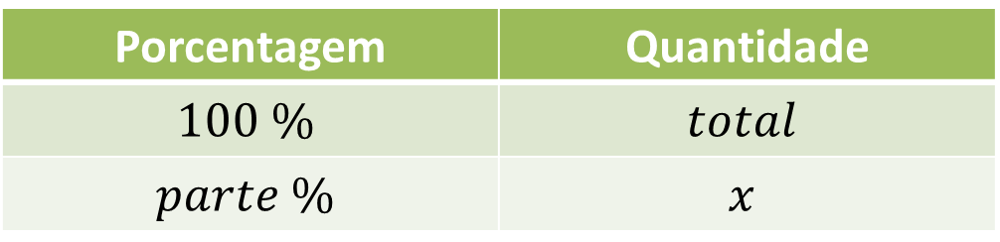 Porcentagem Quantidade
100 % total
parte % x